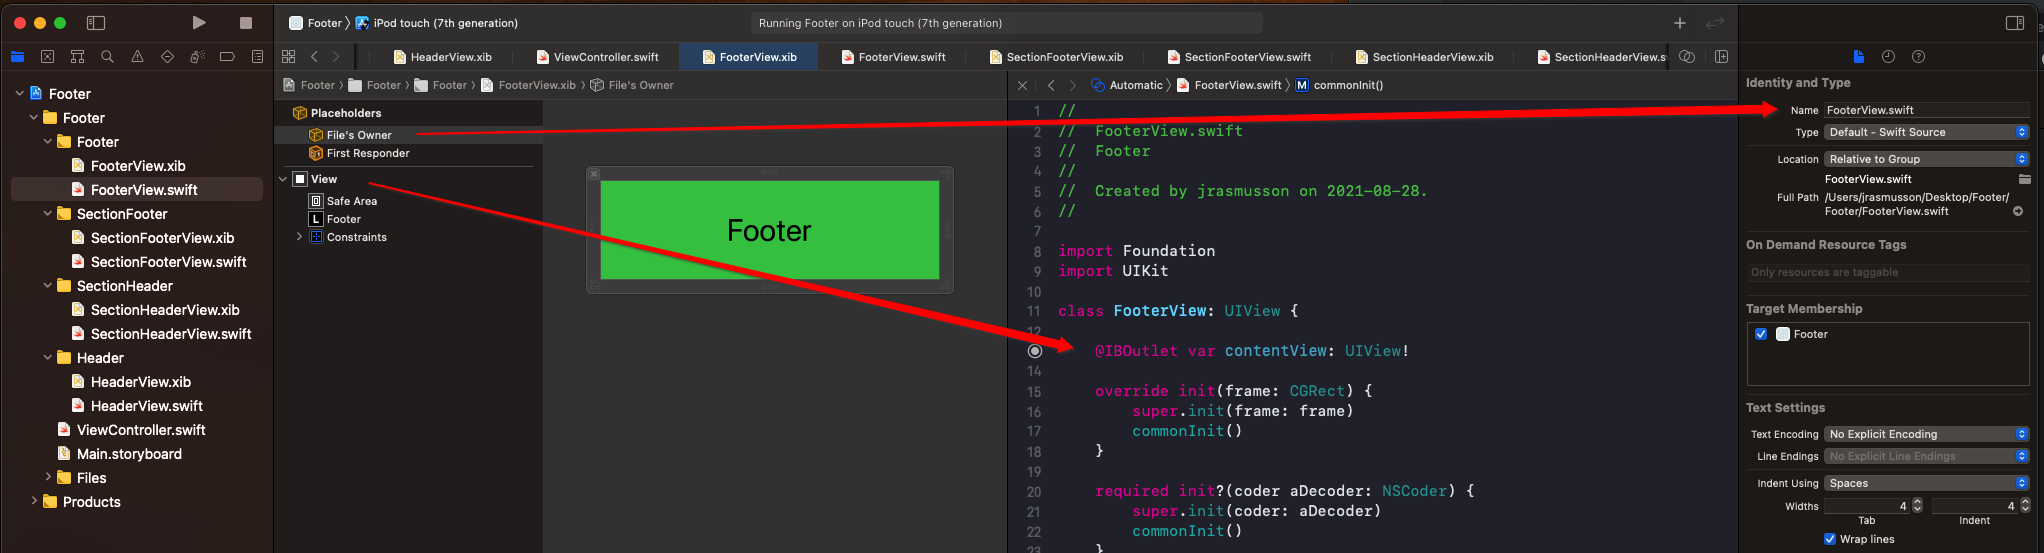 Footer
iPod touch (7th generation)
Running Footer on iPod touch (7th generation)
HeaderView.xib
ViewController.swift
FooterView.xib
FooterView.swift
SectionFooterView.xib
SectionFooterView.swift
SectionHeaderView.xib
SectionHeaderView.sv
Footer
Footer
Footer
FooterView.xib
FooterView.swift
SectionFooter
SectionFooterView.xib
SectionFooterView.swift
SectionHeader
SectionHeaderView.xib
SectionHeaderView.swift
Header
HeaderView.xib
HeaderView.swift
ViewController.swift
Main.storyboard
Files
Products
Footer Footer Footer FooterView.xib File's Owner
Placeholders
File's Owner
First Responder
View
Safe Area
L Footer
Constraints
Footer
Automatic FooterView.swift M commonInit()
1 //
2 // FooterView.swift
3 // Footer
4 //
5 // Created by jrasmusson on 2021-08-28.
6 //
7
8 import Foundation
9 import UIKit
10
11 class FooterView: UIView {
12
@IBOutlet var contentView: UIView!
14
15 override init(frame: CGRect) {
16 super.init(frame: frame)
17 commonInit()
18 }
19
20 required init?(coder aDecoder: NSCoder) {
21 super.init(coder: aDecoder)
22 commonInit()
23 }
Identity and Type
Name FooterView.swift
Type Default - Swift Source
Location Relative to Group
FooterView.swift
Full Path /Users/jrasmusson/Desktop/Footer/
Footer/FooterView.swift
On Demand Resource Tags
Only resources are taggable
Target Membership
Footer
Text Settings
Text Encoding No Explicit Encoding
Line Endings No Explicit Line Endings
Indent Using Spaces
Widths 4 4
Tab Indent
Wrap lines